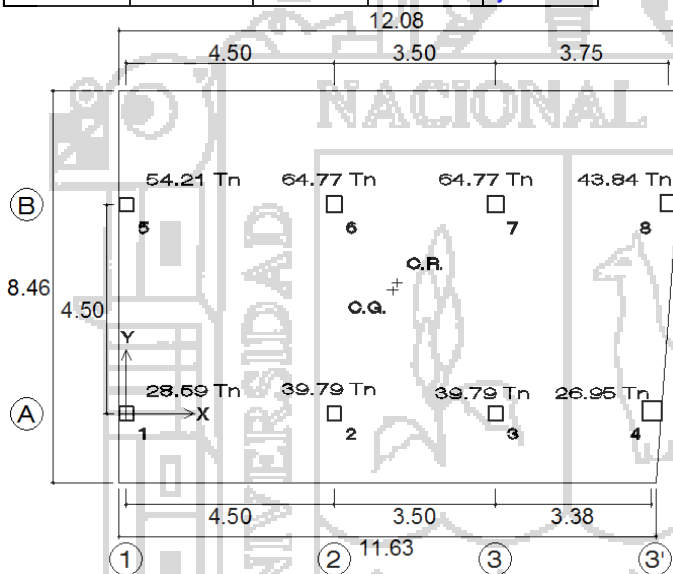 12.08
4.50 3.50 3.75
NACIONAL
54.21 Tn 64.77 Tn 64.77 Tn 43.84 Tn
B
5 6 7 8
UNIVERSIDAD
C.R.
8.46
C.G.
4.50
Y
28.59 Tn 39.79 Tn 39.79 Tn 26.95 Tn
A
X
1 2 3 4
4.50 3.50 3.38
11.63
1 2 3 3'